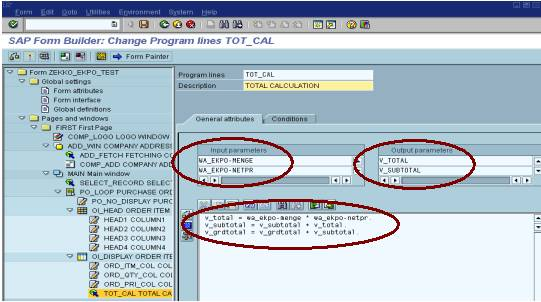 Form Edit Goto Utilities Environment System Help
SAP Form Builder: Change Program lines TOT_CAL
Form Painter
Form ZEKKO_EKPO_TEST
Global settings
Form attributes
Form interface
Global definitions
Pages and windows
FIRST First Page
COMP_LOGO LOGO WINDOW
ADD_WIN COMPANY ADDRESS
ADD_FETCH FETCHING CO
COMP_ADD COMPANY ADD
MAIN Main window
SELECT_RECORD SELEC
PO_LOOP PURCHASE ORD
PO_NO_DISPLAY PURC
OI_HEAD ORDER ITEM
HEAD1 COLUMN1
HEAD2 COLUMN2
HEAD3 COLUMN3
HEAD4 COLUMN4
OI_DISPLAY ORDER ITE
ORD_ITM_COL COL
ORD_QTY_COL COL
ORD_PRI_COL COL
TOT_CAL TOTAL CA
Program lines TOT_CAL
Description TOTAL CALCULATION
General attributes Conditions
Input parameters Output parameters
WA_EKPO-MENGE V_TOTAL
WA_EKPO-NETPR V_SUBTOTAL
v_total = wa_ekpo-menge * wa_ekpo-netpr.
v_subtotal = v_subtotal + v_total.
v_grdtotal = v_grdtotal + v_subtotal.